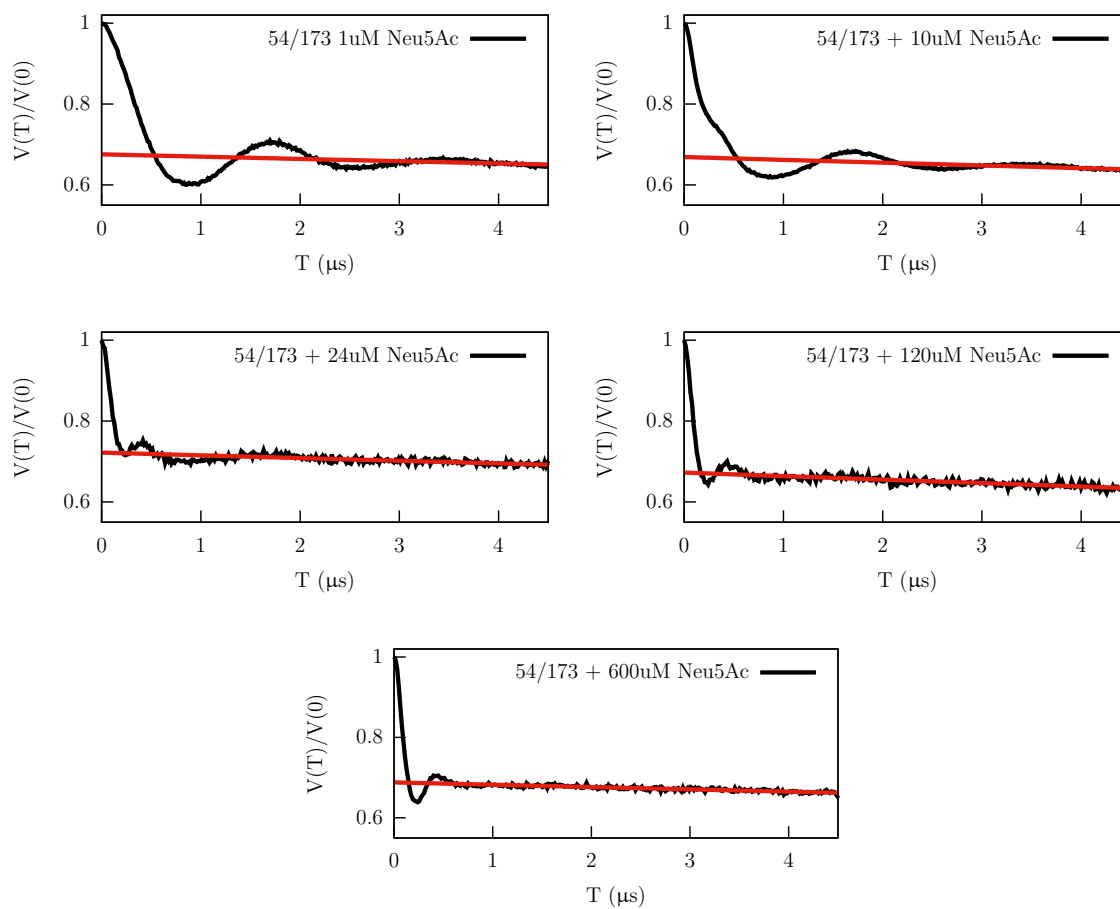 54/173 1uM Neu5Ac
V(T)/V(0)
1
0.8
0.6
0 1 2 3 4
T (μs)
54/173 + 10uM Neu5Ac
V(T)/V(0)
1
0.8
0.6
0 1 2 3 4
T (μs)
54/173 + 24uM Neu5Ac
V(T)/V(0)
1
0.8
0.6
0 1 2 3 4
T (μs)
54/173 + 120uM Neu5Ac
V(T)/V(0)
1
0.8
0.6
0 1 2 3 4
T (μs)
54/173 + 600uM Neu5Ac
V(T)/V(0)
1
0.8
0.6
0 1 2 3 4
T (μs)